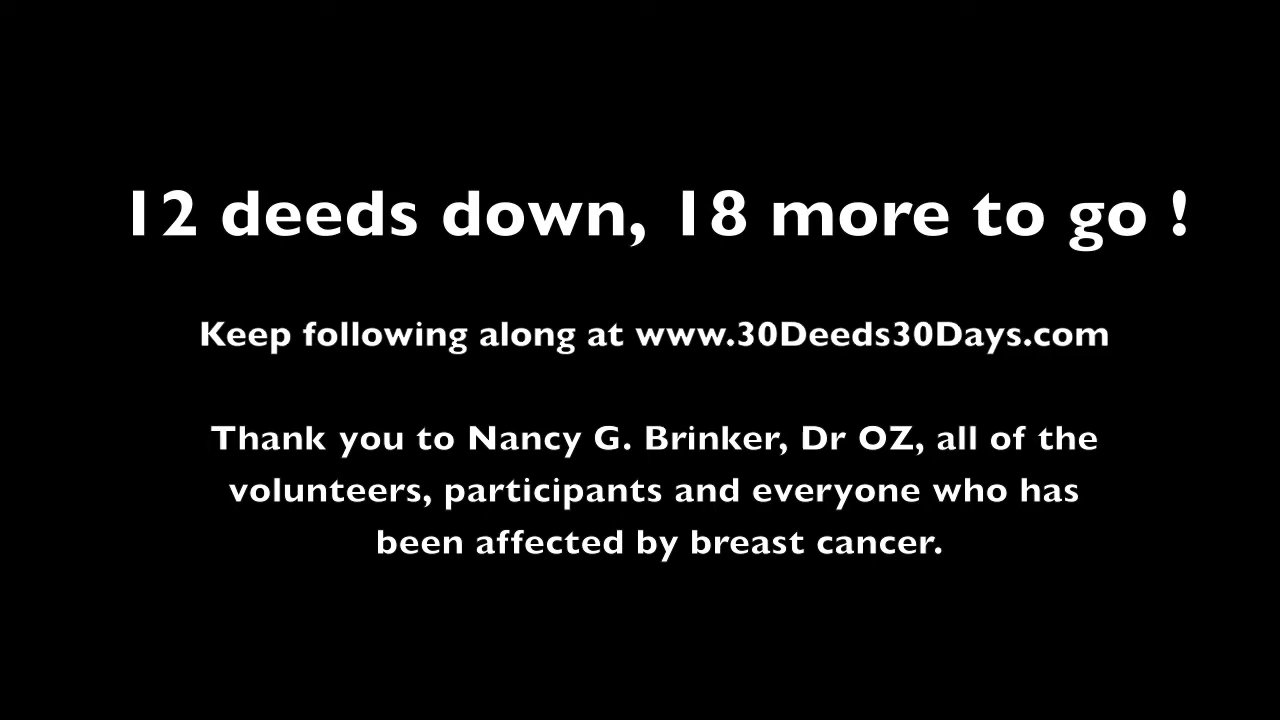 12 deeds down, 18 more to go !
Keep following along at www.30Deeds30Days.com
Thank you to Nancy G. Brinker, Dr OZ, all of the
volunteers, participants and everyone who has
been affected by breast cancer.